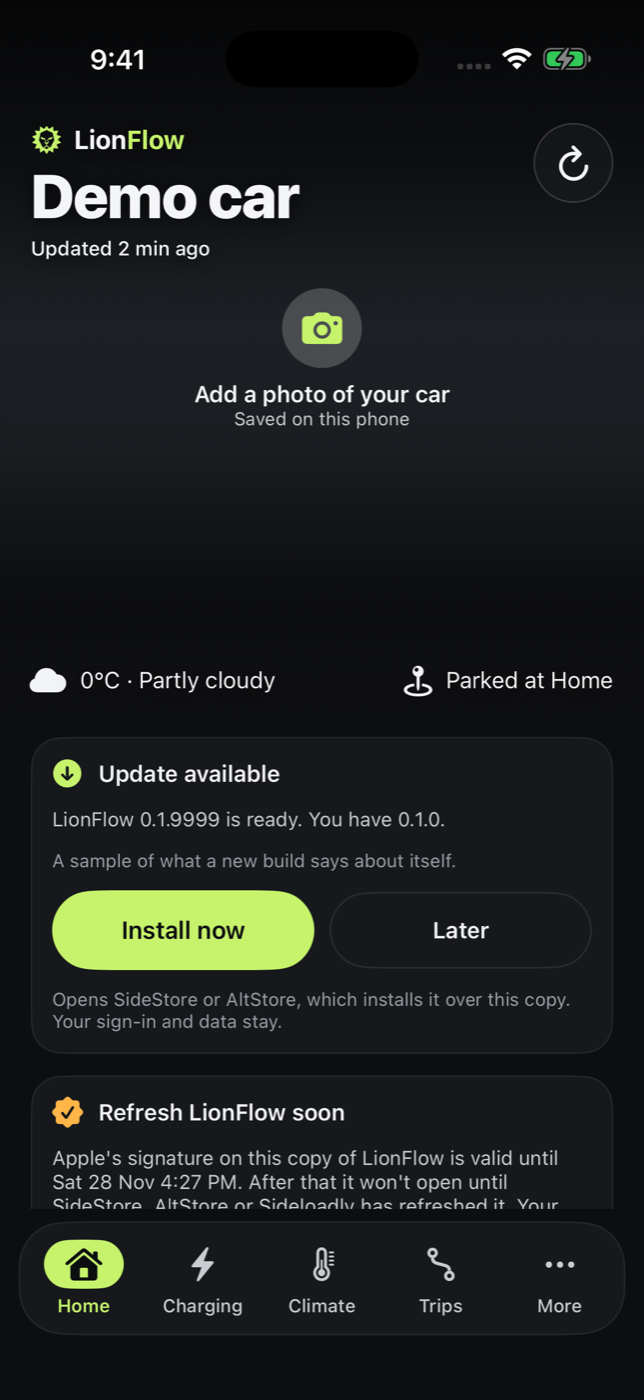 9:41
LionFlow
Demo car
Updated 2 min ago
Add a photo of your car
Saved on this phone
0°C · Partly cloudy
Parked at Home
Update available
LionFlow 0.1.9999 is ready. You have 0.1.0.
A sample of what a new build says about itself.
Install now
Later
Opens SideStore or AltStore, which installs it over this copy.
Your sign-in and data stay.
Refresh LionFlow soon
Apple's signature on this copy of LionFlow is valid until
Sat 28 Nov 4:27 PM. After that it won't open until
SideStore, AltStore or Sideloadly has refreshed it. Your
Home
Charging
Climate
Trips
More